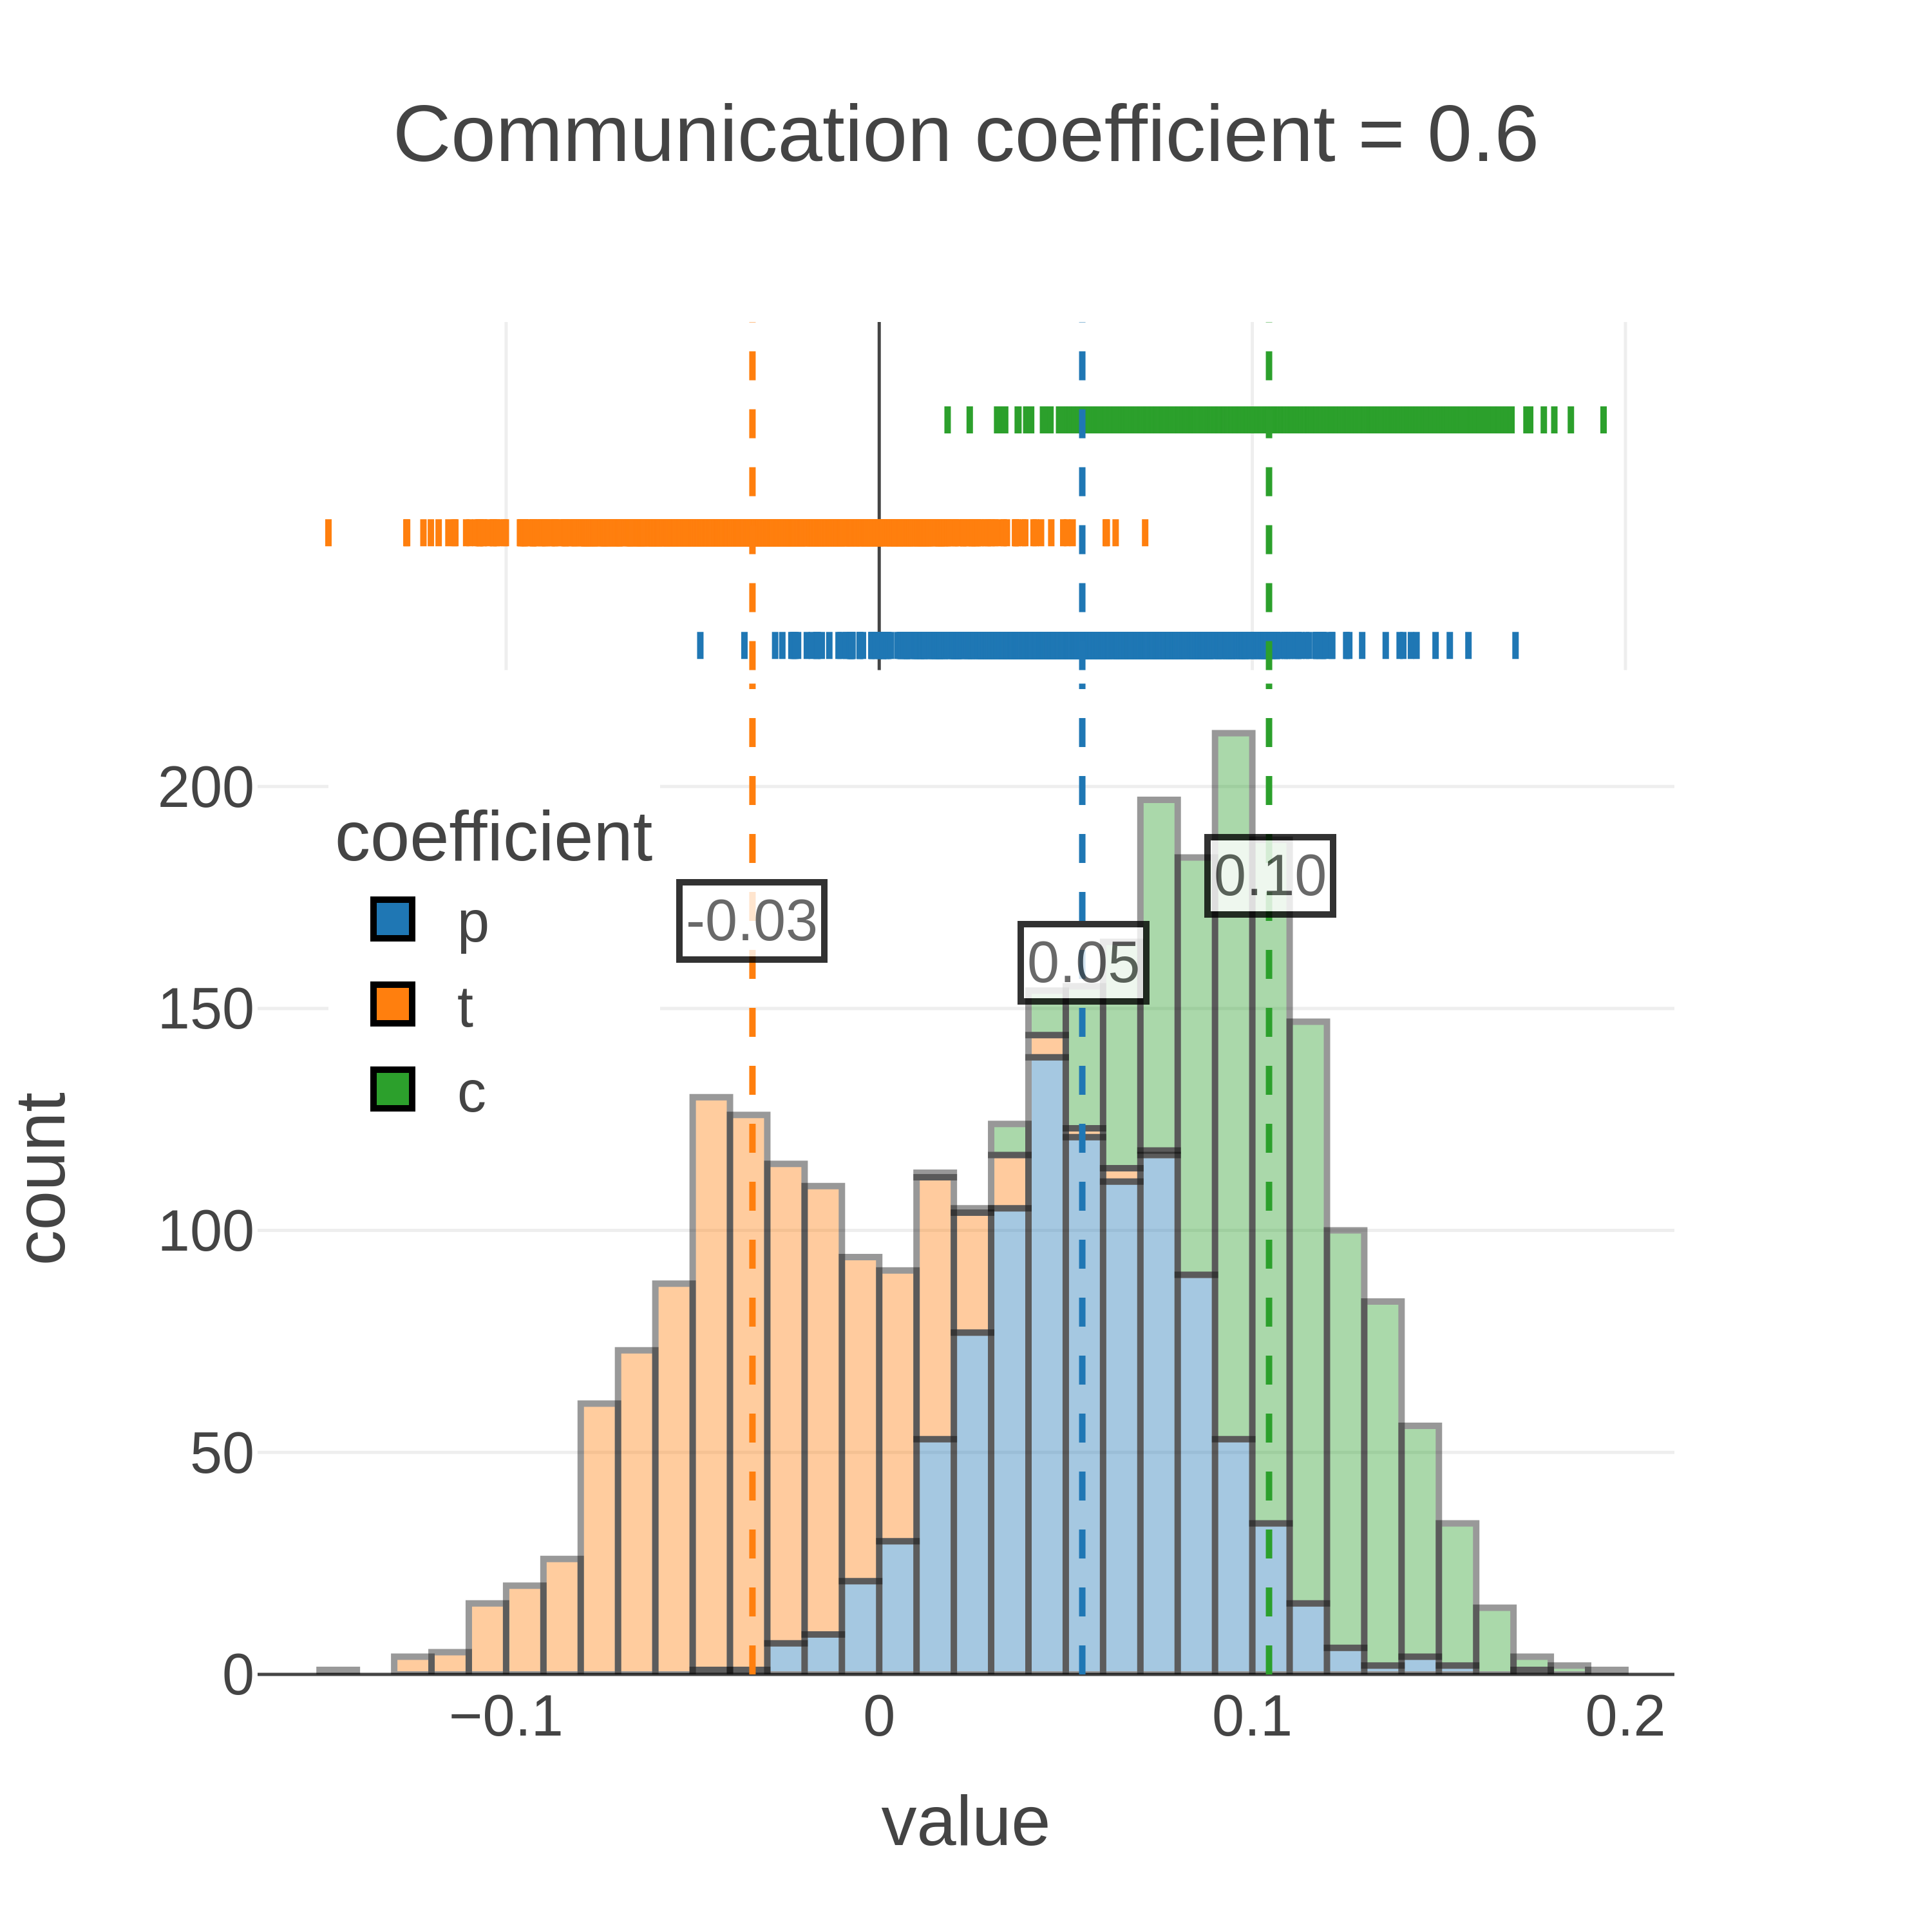 Communication coefficient = 0.6
200
150
100
50
0
count
coefficient
p
t
c
-0.03
0.05
0.10
−0.1
0
0.1
0.2
value